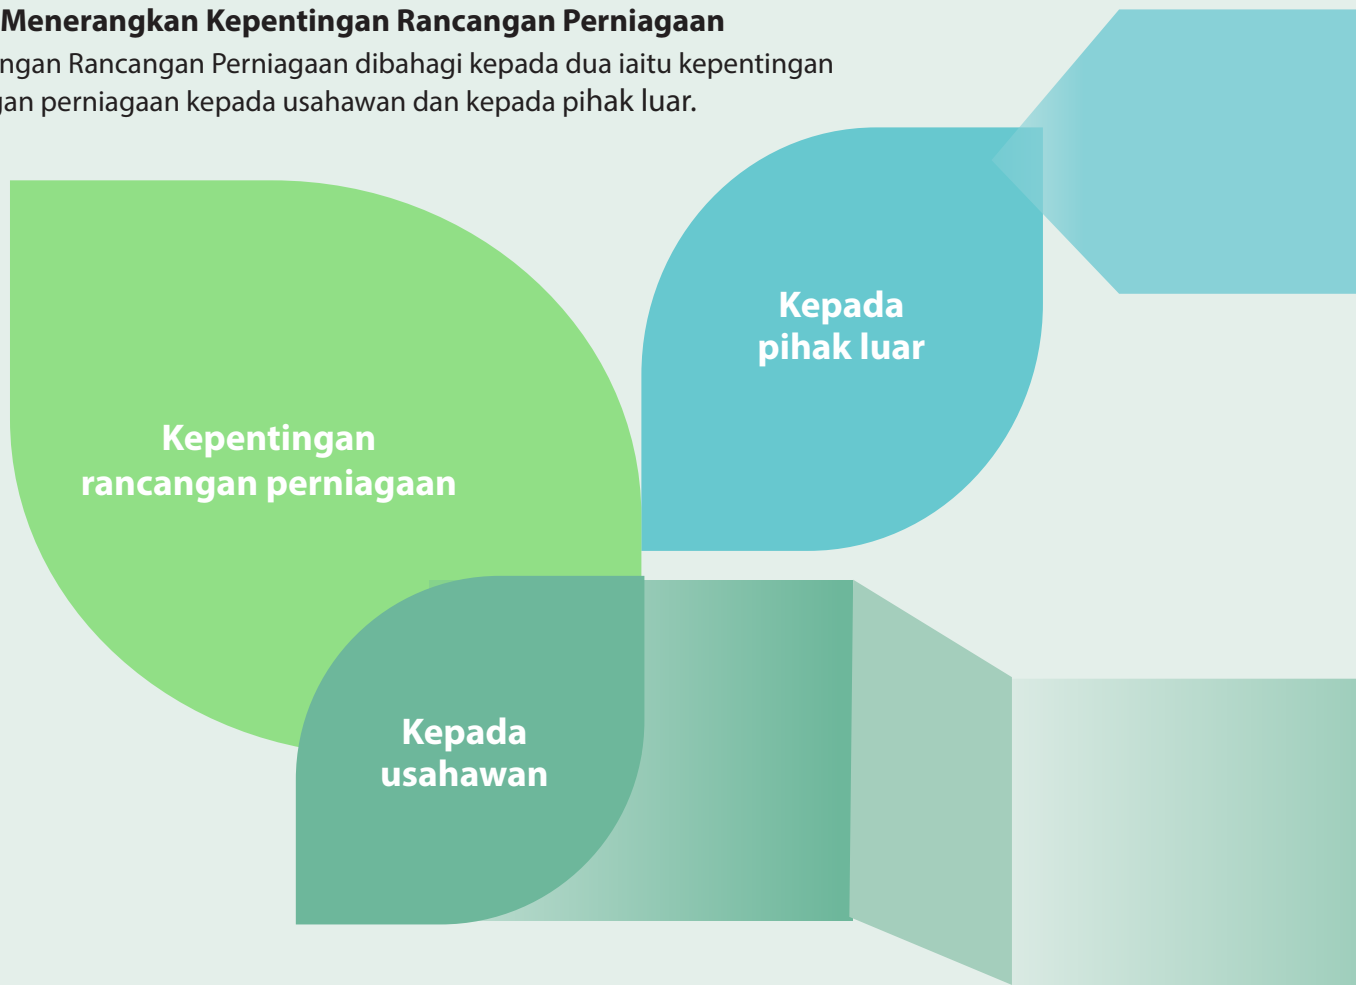 Menerangkan Kepentingan Rancangan Perniagaan
ngan Rancangan Perniagaan dibahagi kepada dua iaitu kepentingan
gan perniagaan kepada usahawan dan kepada pihak luar.
Kepada
pihak luar
Kepentingan
rancangan perniagaan
Kepada
usahawan